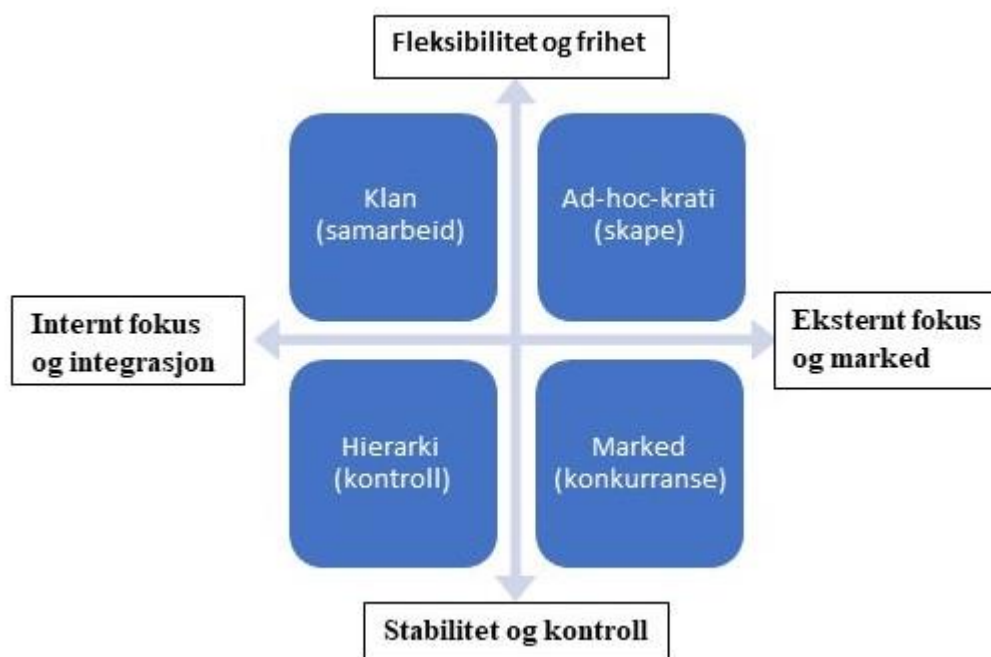 Fleksibilitet og frihet
Klan
(samarbeid)
Ad-hoc-krati
(skape)
Internt fokus
og integrasjon
Eksternt fokus
og marked
Hierarki
(kontroll)
Marked
(konkurranse)
Stabilitet og kontroll